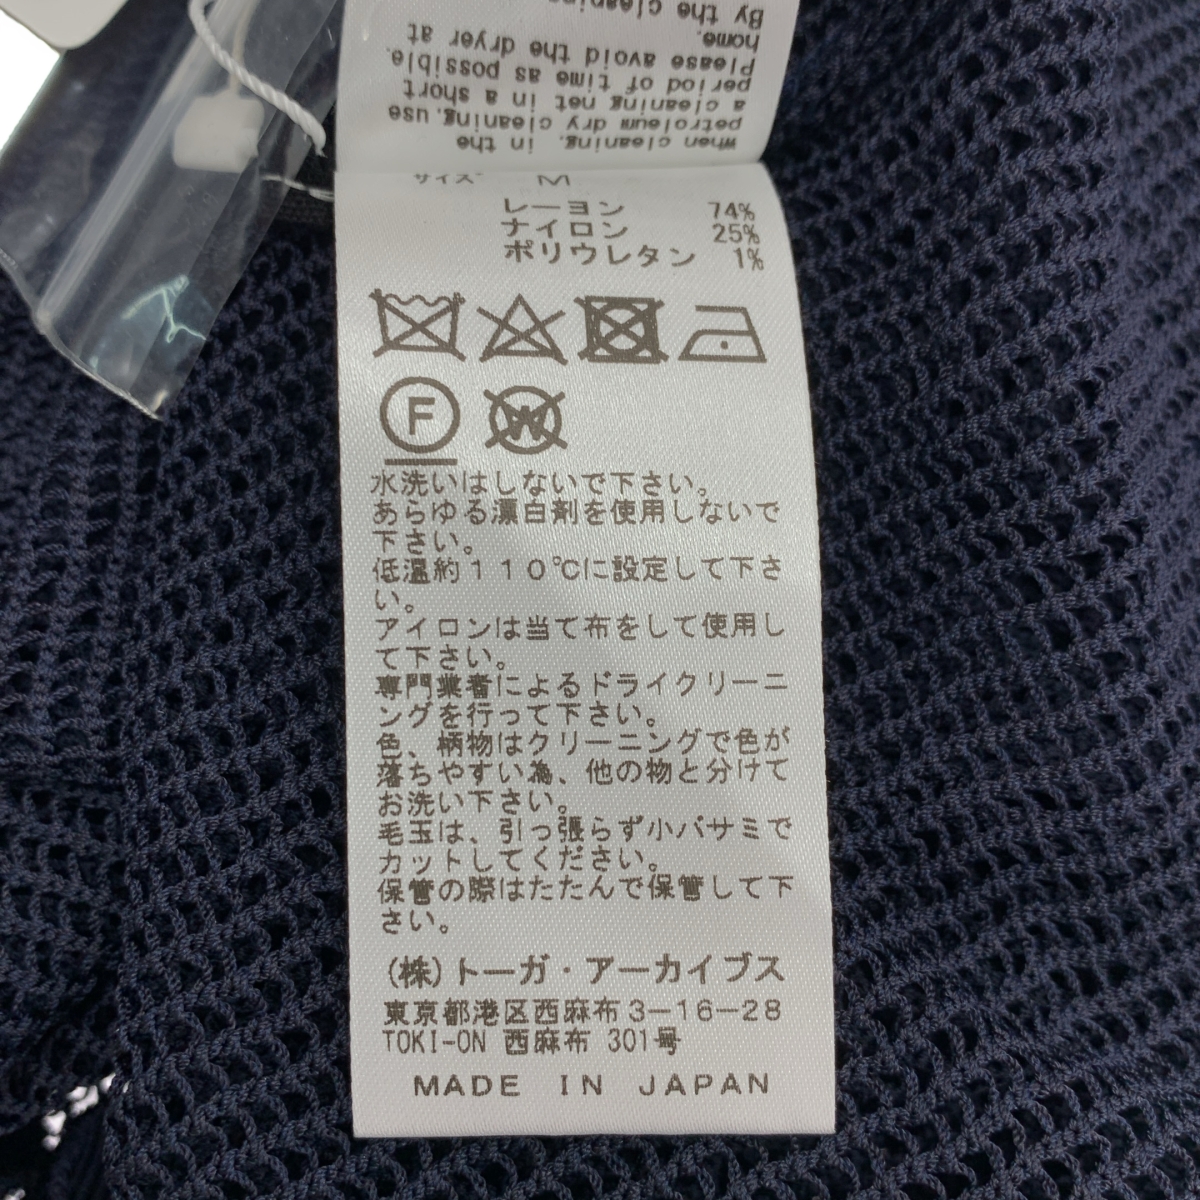 By the cleaning
home.
Please avoid the dryer at
period of time as possible.
a cleaning net in a short
petroleum dry cleaning,use
when cleaning, in the
サイズ M
レーヨン 74%
ナイロン 25%
ポリウレタン 1%
F W
水洗いはしないで下さい。
あらゆる漂白剤を使用しないで
下さい。
低温約110℃に設定して下さ
い。
アイロンは当て布をして使用し
て下さい。
専門業者によるドライクリーニ
ングを行って下さい。
色、柄物はクリーニングで色が
落ちやすい為、他の物と分けて
お洗い下さい。
毛玉は、引っ張らず小バサミで
カットしてください。
保管の際はたたんで保管して下
さい。
(株)トーガ・アーカイブス
東京都港区西麻布3-16-28
TOKI-ON 西麻布 301号
MADE IN JAPAN